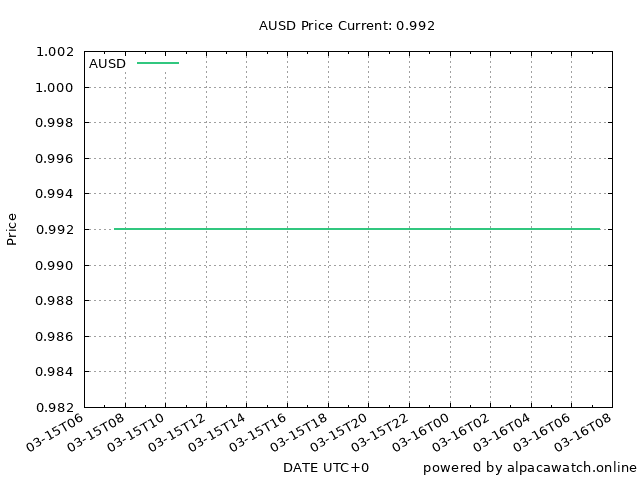 AUSD Price Current: 0.992
1.002
AUSD
1.000
0.998
0.996
0.994
0.992
0.990
0.988
0.986
0.984
0.982
Price
03-15T06
03-15T08
03-15T10
03-15T12
03-15T14
03-15T16
03-15T18
03-15T20
03-15T22
03-16T00
03-16T02
03-16T04
03-16T06
03-16T08
DATE UTC+0
powered by alpacawatch.online